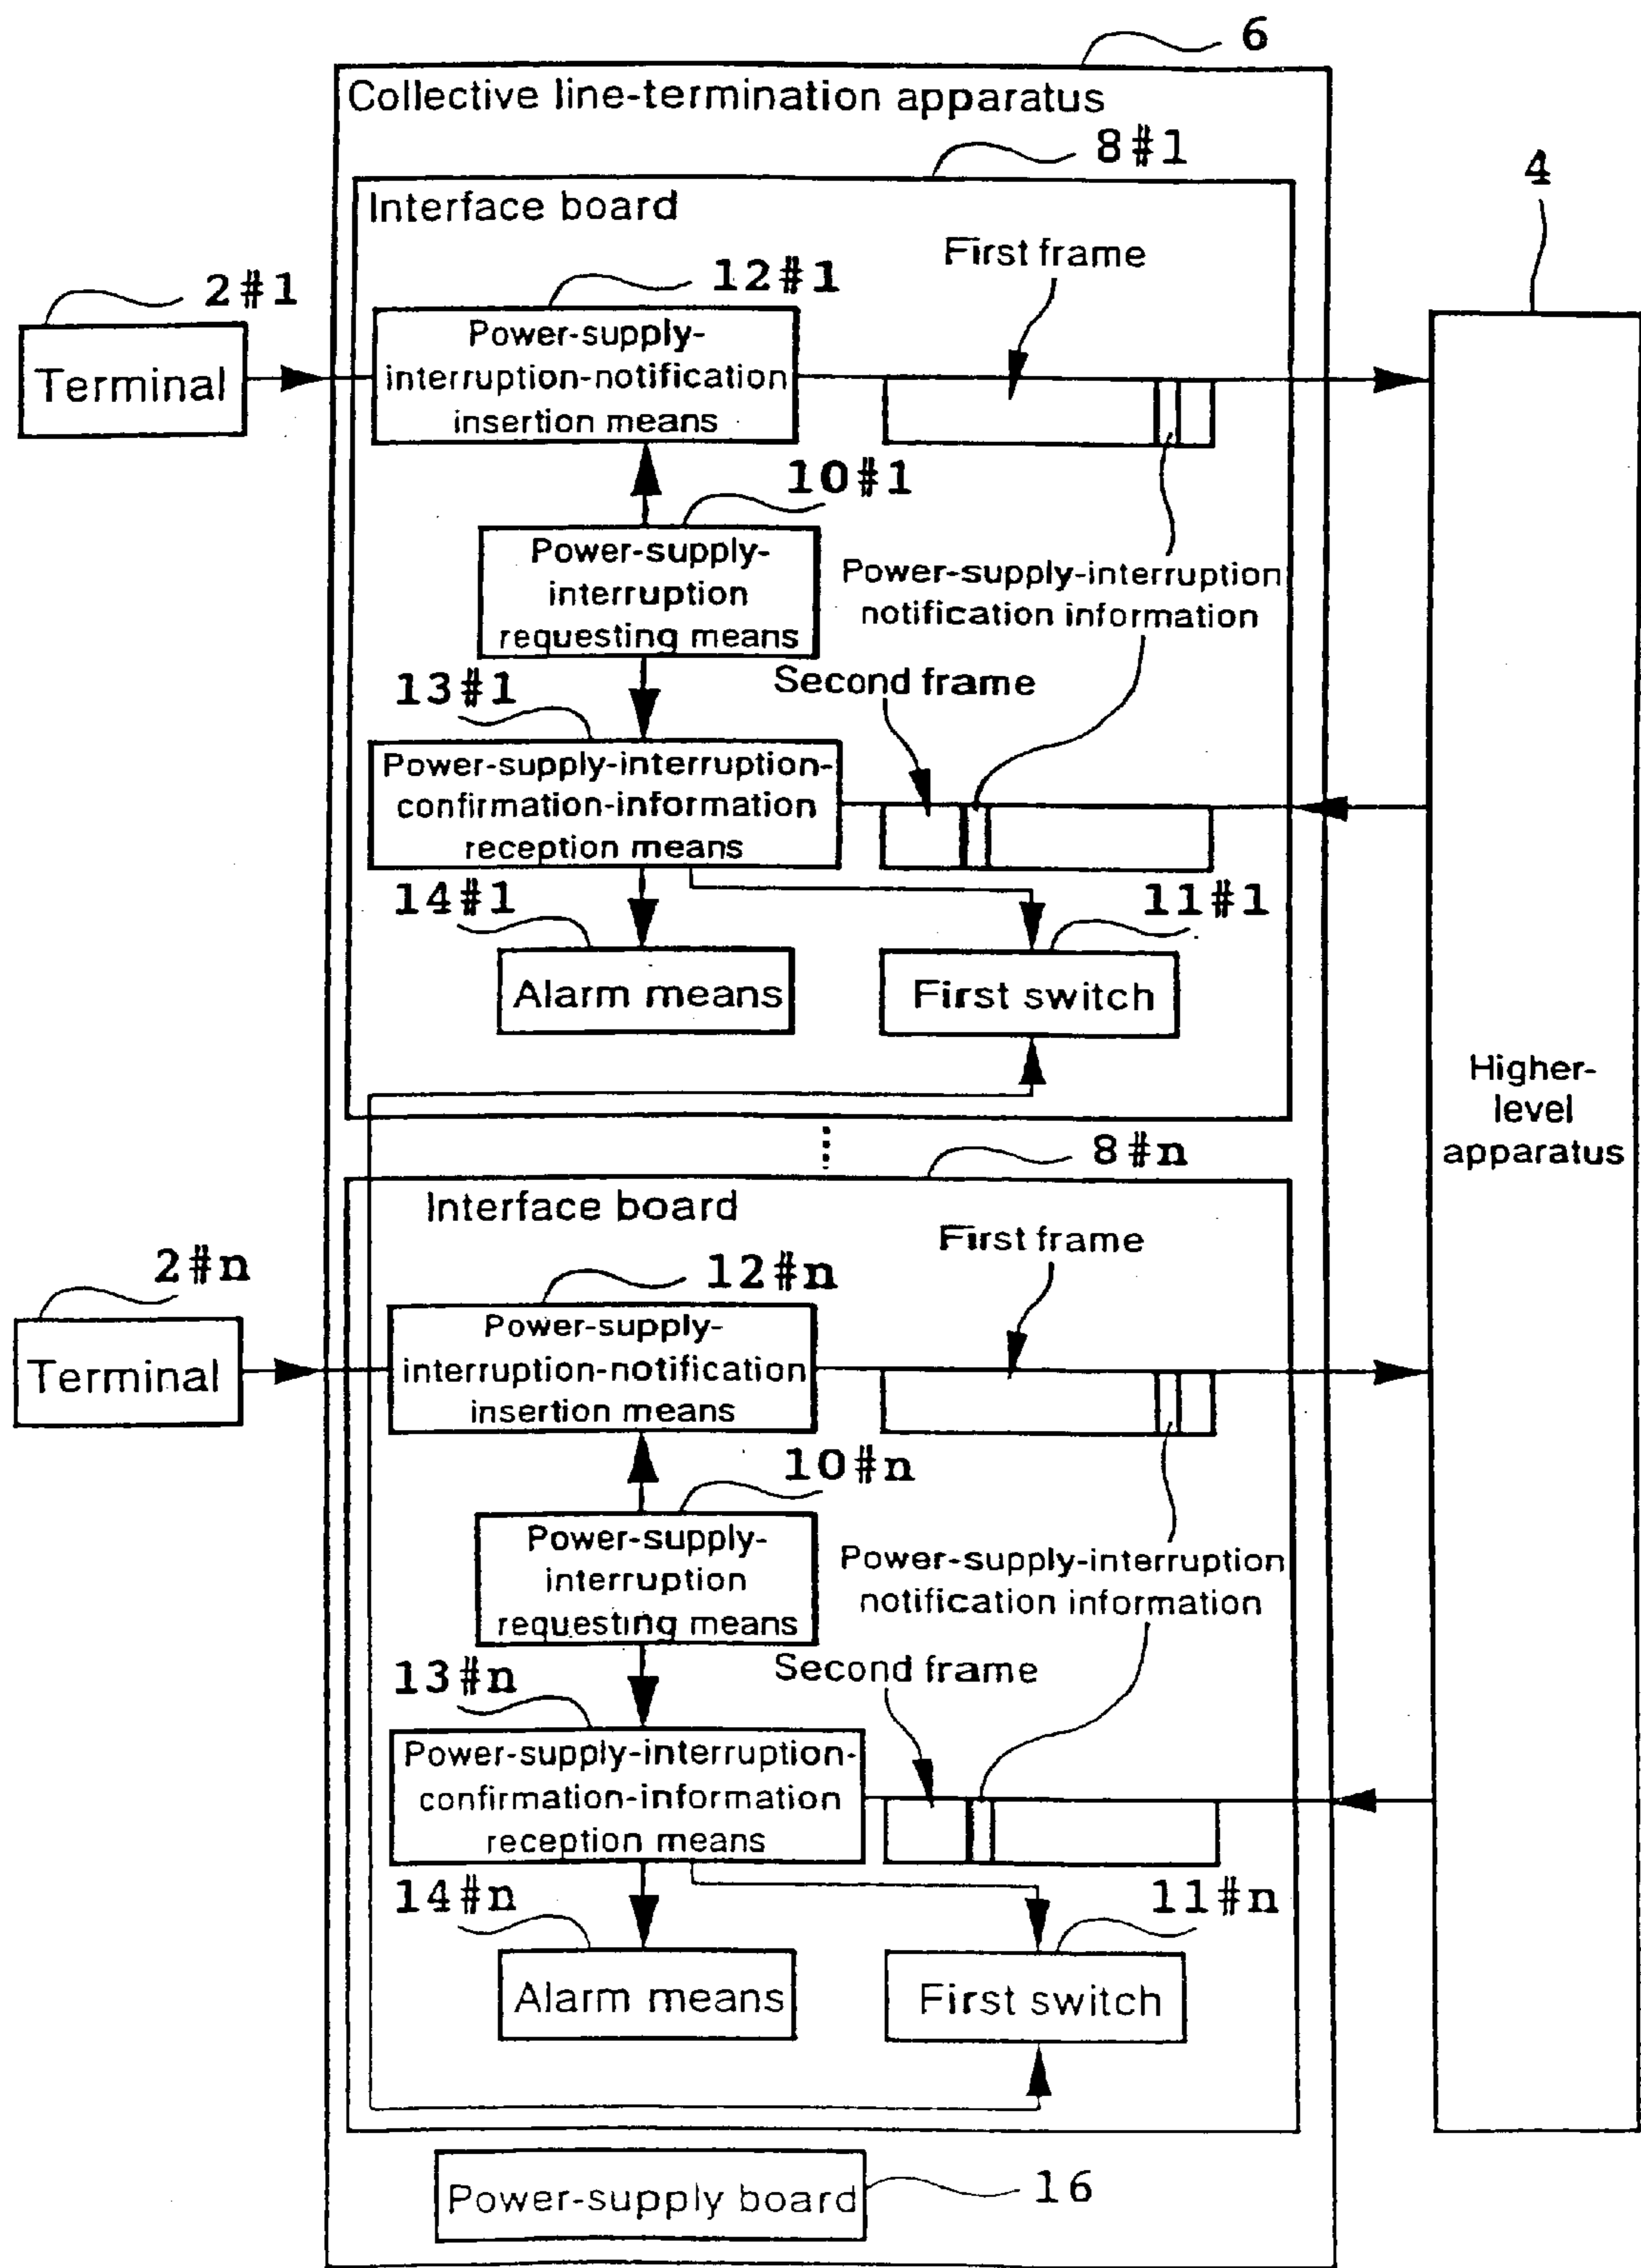 6
Collective line-termination apparatus
8#1
4
Interface board
First frame
2#1
12#1
Terminal
Power-supply-
interruption-notification
insertion means
10#1
Power-supply-
interruption
requesting means
Power-supply-interruption
notification information
13#1
Second frame
Power-supply-interruption-
confirmation-information
reception means
14#1
11#1
Alarm means
First switch
Higher-
level
apparatus
8#n
Interface board
First frame
2#n
12#n
Terminal
Power-supply-
interruption-notification
insertion means
10#n
Power-supply-
interruption
requesting means
Power-supply-interruption
notification information
13#n
Second frame
Power-supply-interruption-
confirmation-information
reception means
14#n
11#n
Alarm means
First switch
Power-supply board
16